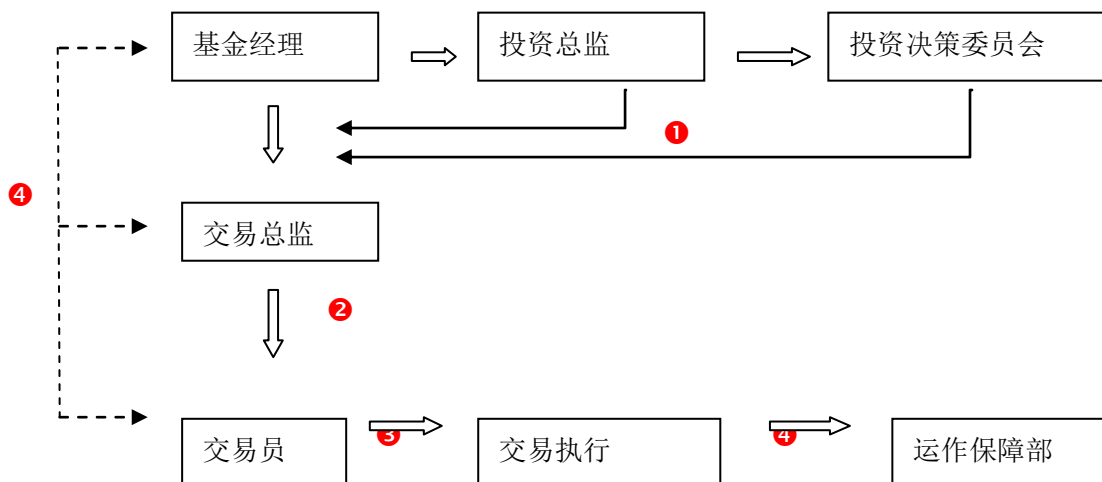 基金经理
投资总监
投资决策委员会
❶
❹
交易总监
❷
交易员
❸
交易执行
❹
运作保障部